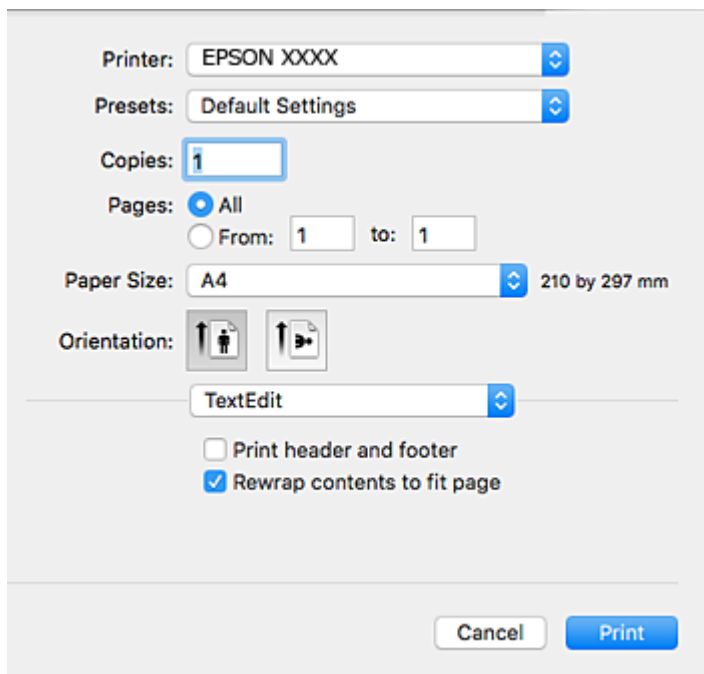 Printer: EPSON XXXX
Presets: Default Settings
Copies: 1
Pages: All
From: 1 to: 1
Paper Size: A4 210 by 297 mm
Orientation:
TextEdit
Print header and footer
Rewrap contents to fit page
Cancel Print